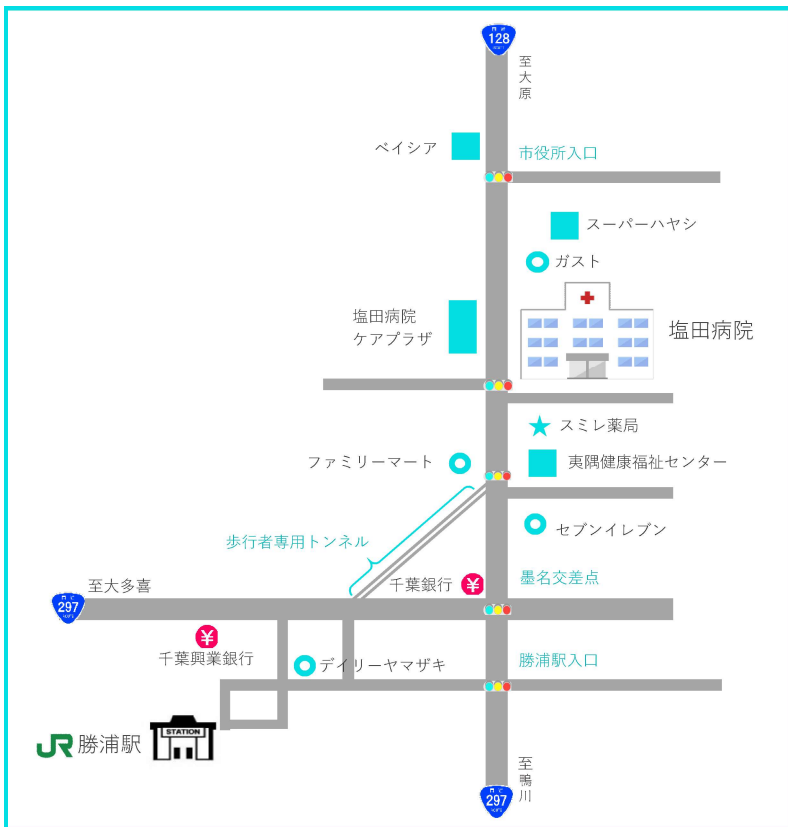 128
至大原
ベイシア
市役所入口
スーパーハヤシ
ガスト
塩田病院
ケアプラザ
塩田病院
スミレ薬局
ファミリーマート
夷隅健康福祉センター
セブンイレブン
歩行者専用トンネル
千葉銀行
¥
墨名交差点
至大多喜
297
¥
千葉興業銀行
デイリーヤマザキ
勝浦駅入口
STATION
JR 勝浦駅
至鴨川
297